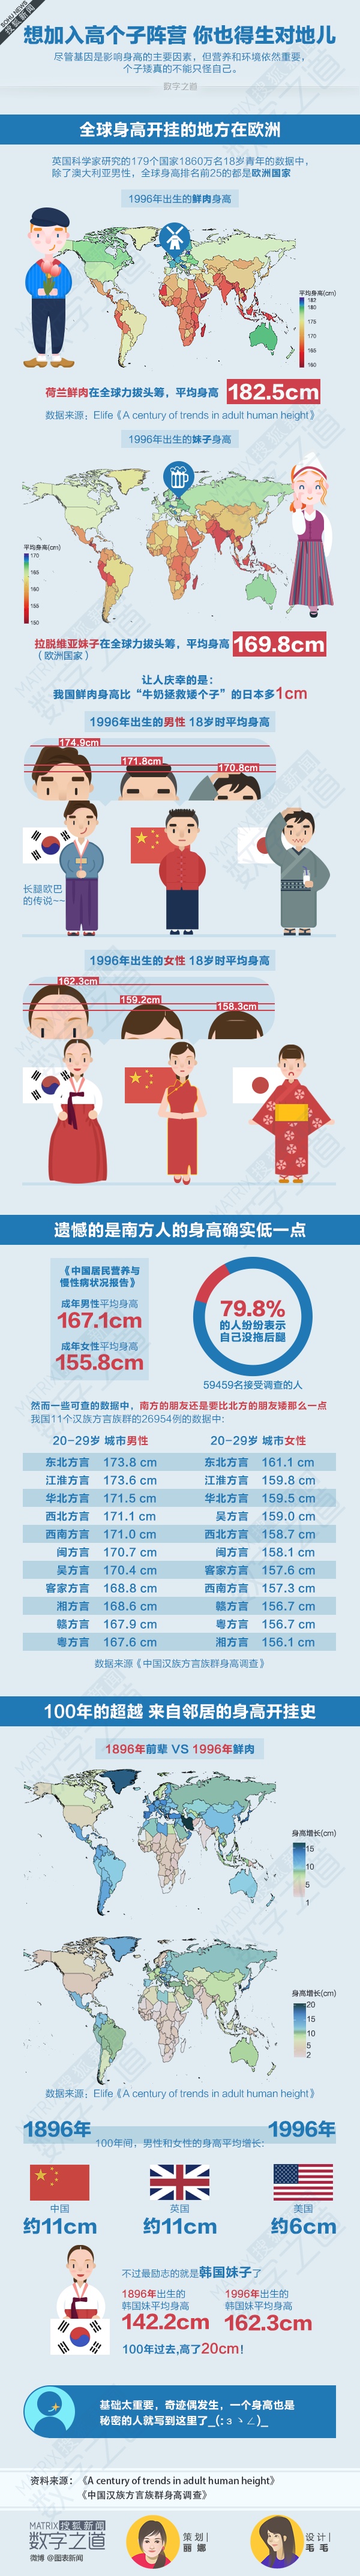 SOHU NEWS
搜狐新闻
想加入高个子阵营 你也得生对地儿
尽管基因是影响身高的主要因素，但营养和环境依然重要，
个子矮真的不能只怪自己。
数字之道
全球身高开挂的地方在欧洲
英国科学家研究的179个国家1860万名18岁青年的数据中，
除了澳大亚利男性，全球身高排名前25的都是欧洲国家
1996年出生的鲜肉身高
平均身高(cm)
182
180
175
170
165
160
荷兰鲜肉在全球力拔头筹，平均身高 182.5cm
数据来源：Elife《A century of trends in adult human height》
1996年出生的妹子身高
平均身高(cm)
170
165
160
155
150
拉脱维亚妹子在全球力拔头筹，平均身高 169.8cm
（欧洲国家）
让人庆幸的是：
我国鲜肉身高比“牛奶拯救矮个子”的日本多1cm
1996年出生的男性 18岁时平均身高
174.9cm
171.8cm
170.8cm
长腿欧巴
的传说~~
1996年出生的女性 18岁时平均身高
162.3cm
159.2cm
158.3cm
遗憾的是南方人的身高确实低一点
《中国居民营养与
慢性病状况报告》
成年男性平均身高
167.1cm
成年女性平均身高
155.8cm
79.8%
的人纷纷表示
自己没拖后腿
59459名接受调查的人
然而一些可查的数据中，南方的朋友还是要比北方的朋友矮那么一点
我国11个汉族方言族群的26954例的数据中：
20-29岁 城市男性 20-29岁 城市女性
东北方言 173.8 cm 东北方言 161.1 cm
江淮方言 173.6 cm 江淮方言 159.8 cm
华北方言 171.5 cm 华北方言 159.5 cm
西北方言 171.1 cm 吴方言 159.0 cm
西南方言 171.0 cm 西北方言 158.7 cm
闽方言 170.7 cm 闽方言 158.1 cm
吴方言 170.4 cm 客家方言 157.6 cm
客家方言 168.8 cm 西南方言 157.3 cm
湘方言 168.6 cm 赣方言 156.7 cm
赣方言 167.9 cm 粤方言 156.7 cm
粤方言 167.6 cm 湘方言 156.1 cm
数据来源《中国汉族方言族群身高调查》
100年的超越 来自邻居的身高开挂史
1896年前辈 VS 1996年鲜肉
身高增长(cm)
15
10
5
1
身高增长(cm)
20
15
10
5
2
数据来源：Elife《A century of trends in adult human height》
1896年 1996年
100年间，男性和女性的身高平均增长：
中国 英国 美国
约11cm 约11cm 约6cm
不过最励志的就是韩国妹子了
1896年出生的 1996年出生的
韩国妹平均身高 韩国妹平均身高
142.2cm 162.3cm
100年过去,高了20cm!
基础太重要，奇迹偶发生，一个身高也是
秘密的人就写到这里了_(:з ヽ∠)_
资料来源：《A century of trends in adult human height》
《中国汉族方言族群身高调查》
MATRIX 搜狐新闻
数字之道
微博 @图表新闻
策划
丽 娜
设计
毛 毛